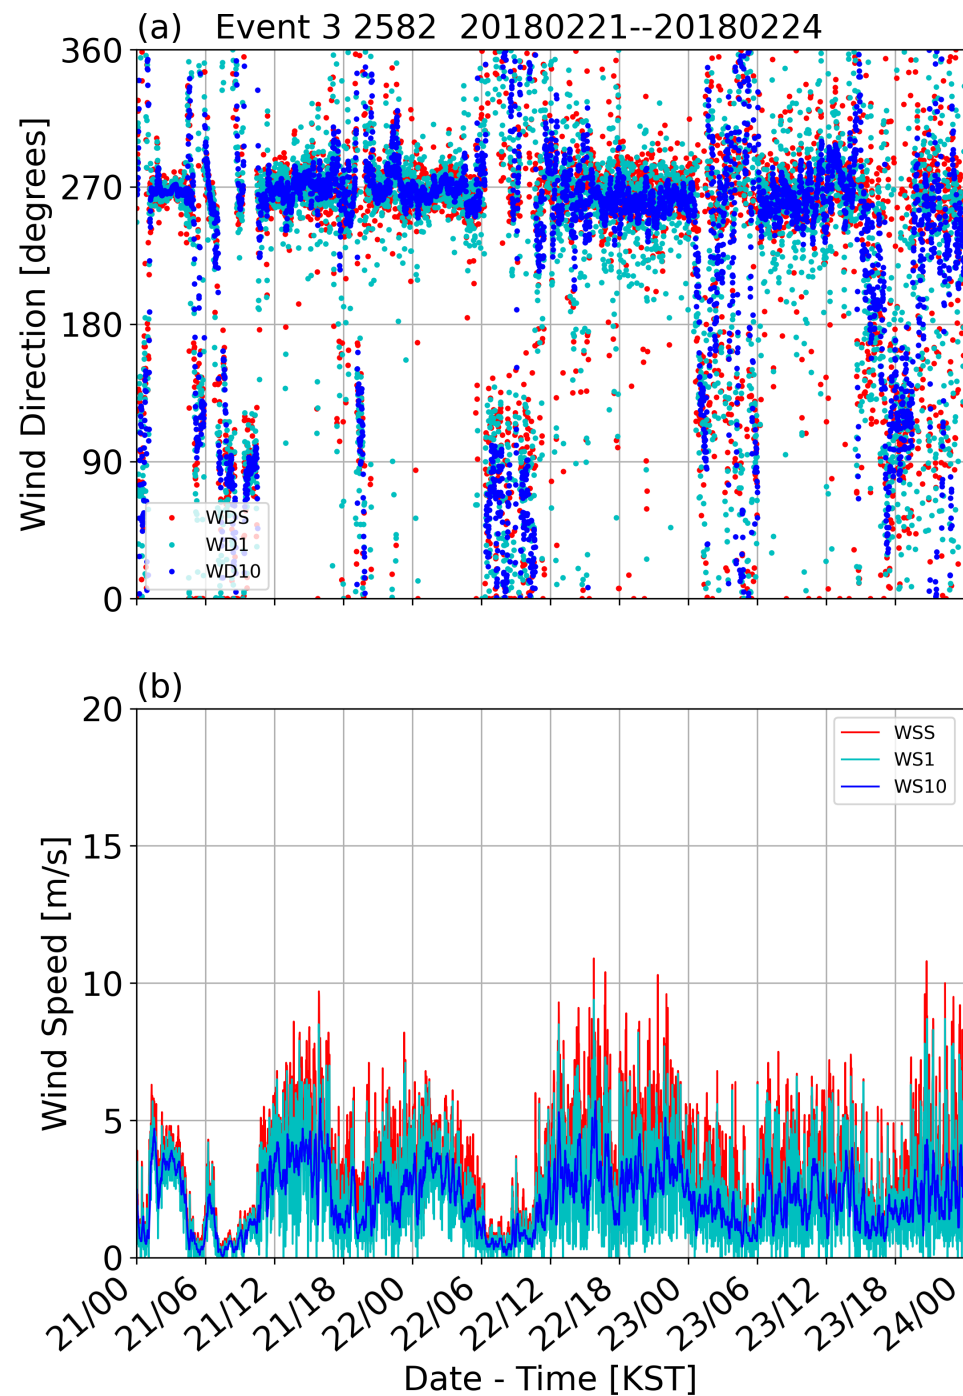 (a) Event 3 2582 20180221--20180224
360
270
180
90
0
Wind Direction [degrees]
WDS
WD1
WD10
(b)
20
15
10
5
0
Wind Speed [m/s]
WSS
WS1
WS10
21/00 21/06 21/12 21/18 22/00 22/06 22/12 22/18 23/00 23/06 23/12 23/18 24/00
Date - Time [KST]